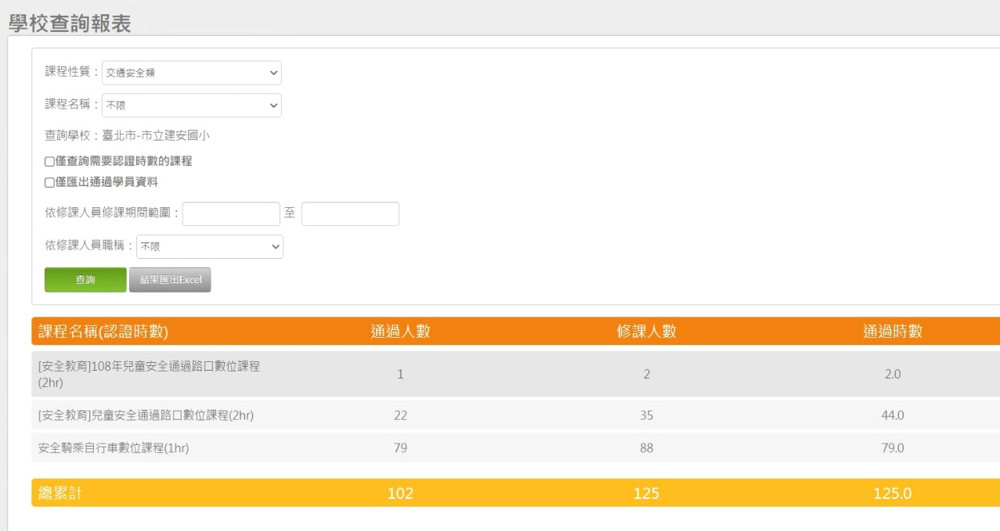 學校查詢報表
課程性質：交通安全類
課程名稱：不限
查詢學校：臺北市-市立建安國小
僅查詢需要認證時數的課程
僅匯出通過學員資料
依修課人員修課期間範圍： 至
依修課人員職稱：不限
查詢 結果匯出Excel
課程名稱(認證時數) 通過人數 修課人數 通過時數
[安全教育]108年兒童安全通過路口數位課程
(2hr) 1 2 2.0
[安全教育]兒童安全通過路口數位課程(2hr) 22 35 44.0
安全騎乘自行車數位課程(1hr) 79 88 79.0
總累計 102 125 125.0